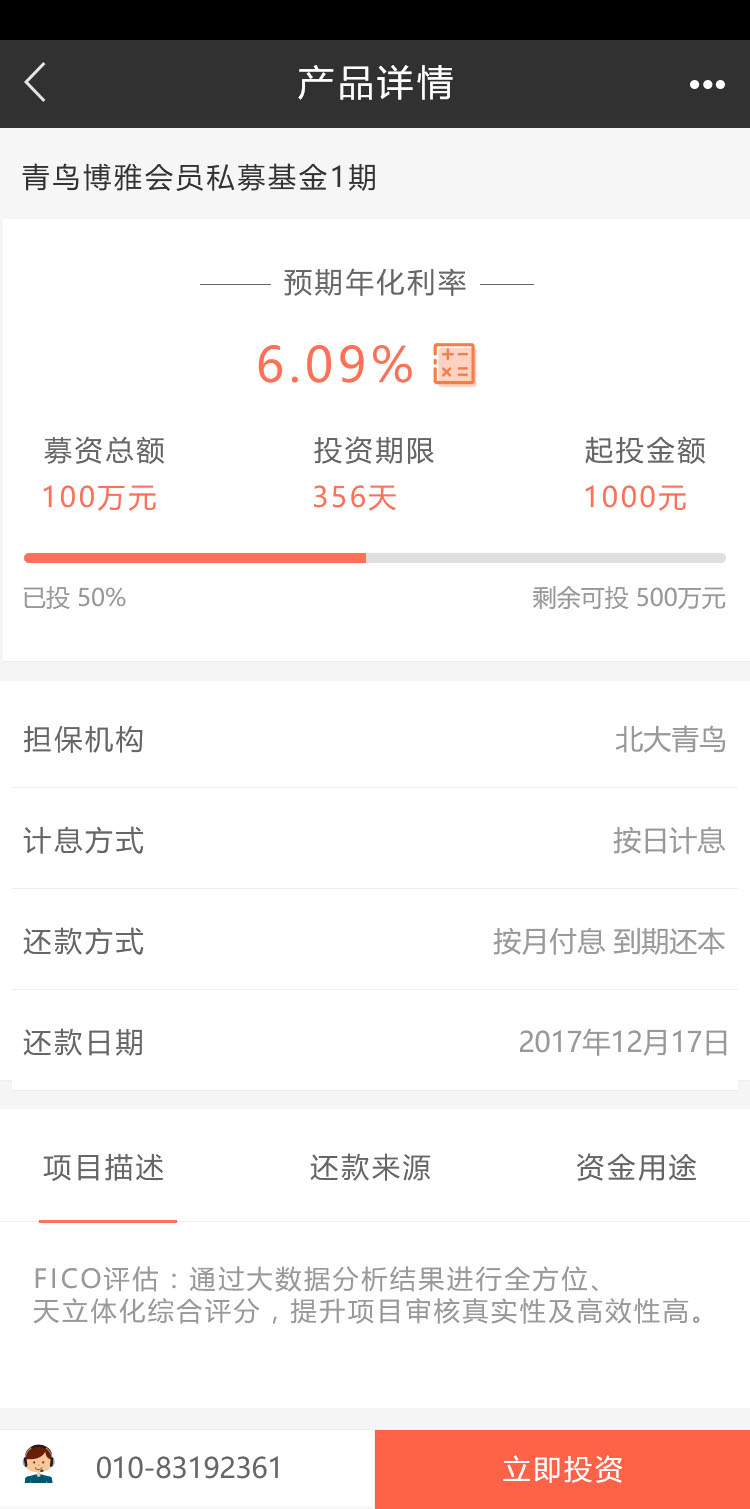 产品详情
青鸟博雅会员私募基金1期
预期年化利率
6.09%
募资总额 投资期限 起投金额
100万元 356天 1000元
已投 50% 剩余可投 500万元
担保机构 北大青鸟
计息方式 按日计息
还款方式 按月付息 到期还本
还款日期 2017年12月17日
项目描述 还款来源 资金用途
FICO评估：通过大数据分析结果进行全方位、
天立体化综合评分，提升项目审核真实性及高效性高。
010-83192361 立即投资